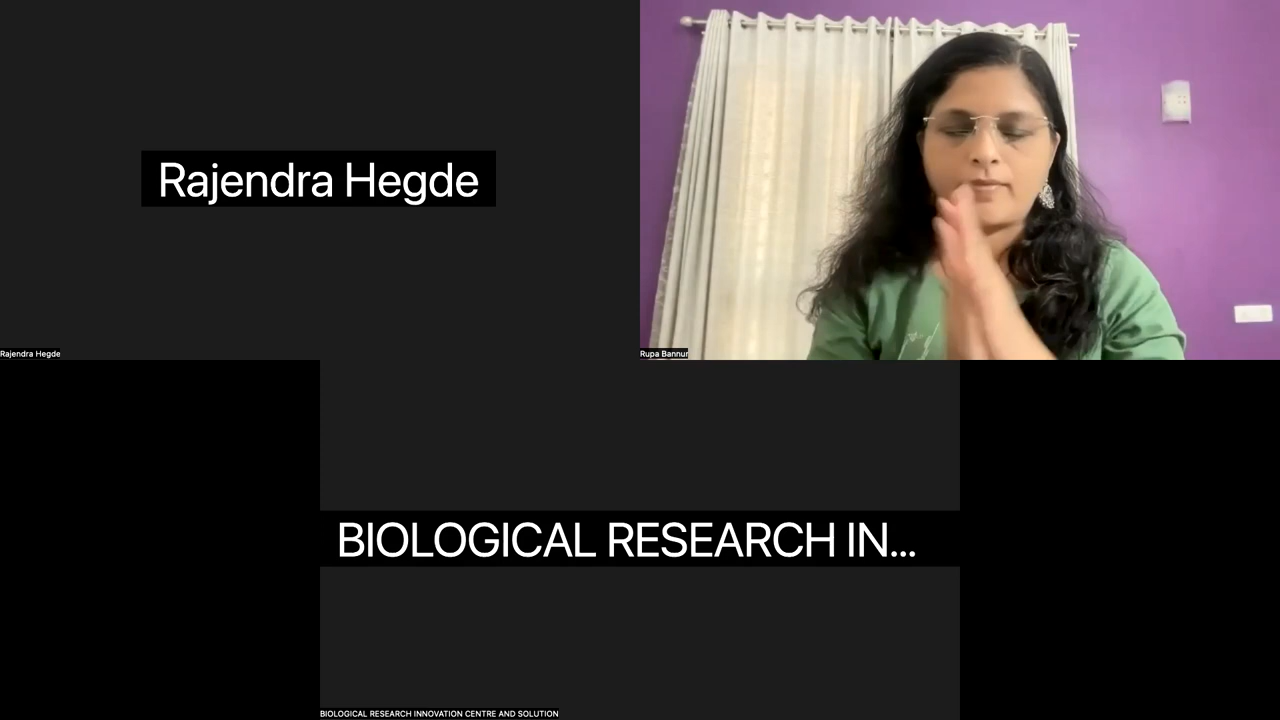 Rajendra Hegde
Rajendra Hegde
Rupa Bannur
BIOLOGICAL RESEARCH IN...
BIOLOGICAL RESEARCH INNOVATION CENTRE AND SOLUTION